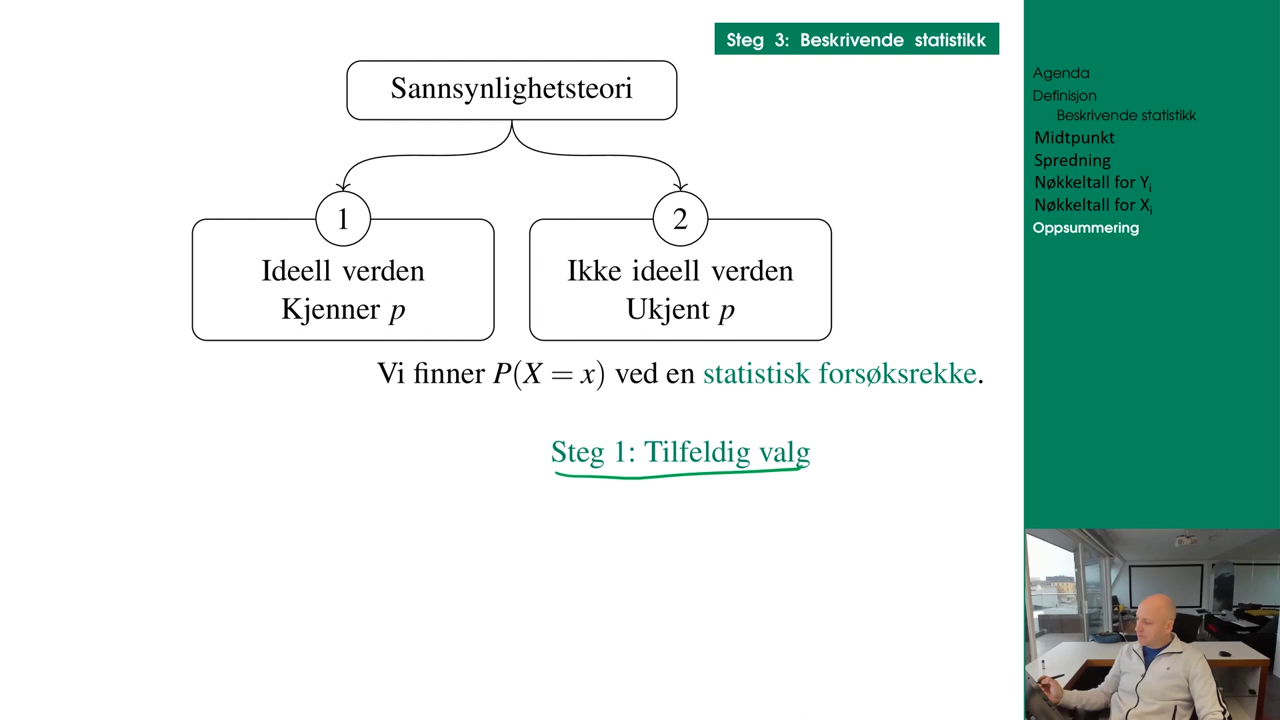 Steg 3: Beskrivende statistikk
Sannsynlighetsteori
1
Ideell verden
Kjenner p
2
Ikke ideell verden
Ukjent p
Vi finner P(X = x) ved en statistisk forsøksrekke.
Steg 1: Tilfeldig valg
Agenda
Definisjon
Beskrivende statistikk
Midtpunkt
Spredning
Nøkkeltall for Yᵢ
Nøkkeltall for Xᵢ
Oppsummering